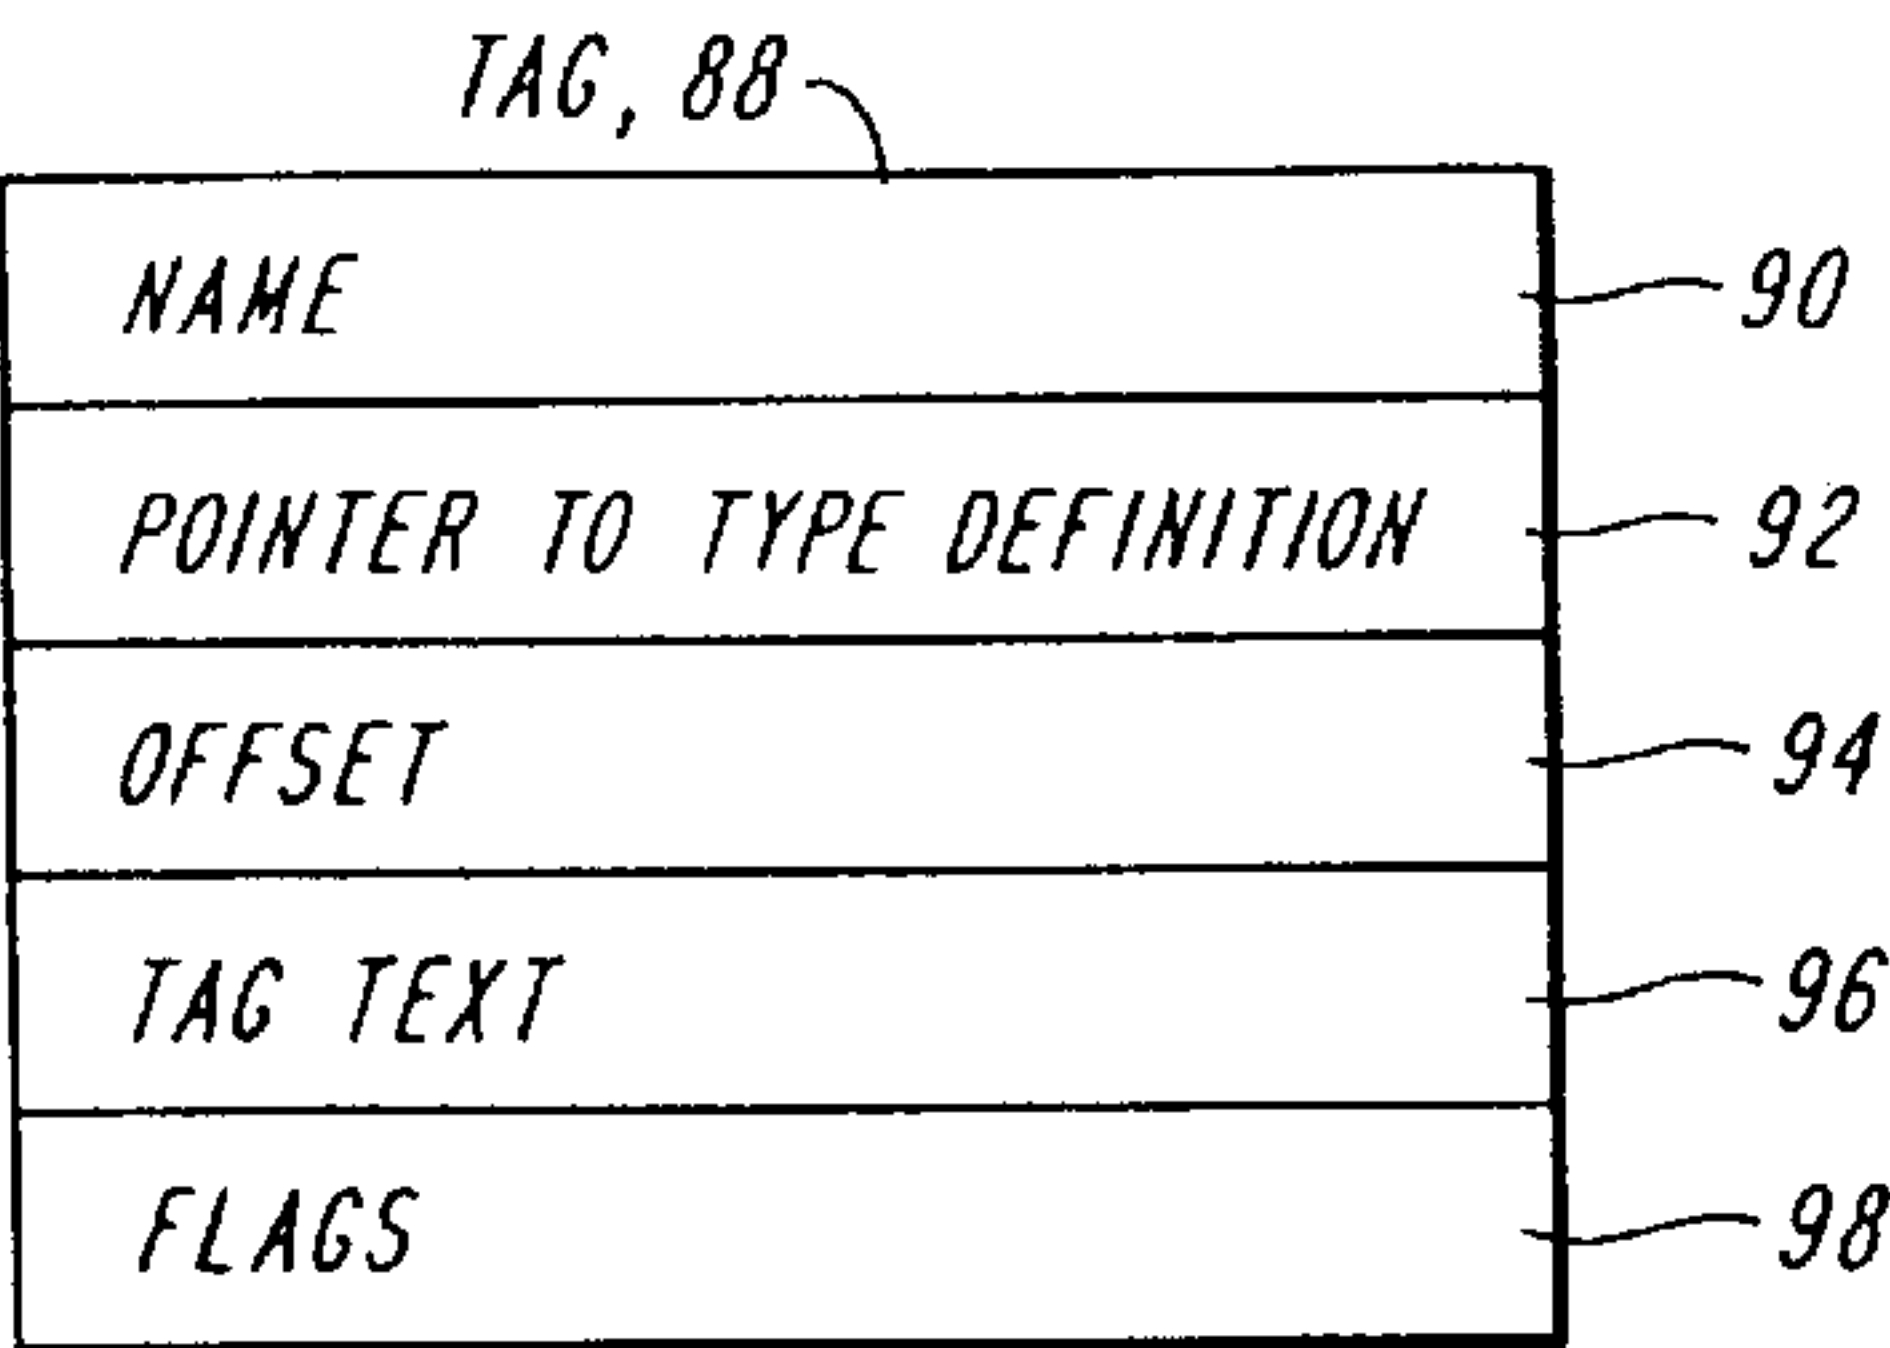 TAG, 88
NAME 90
POINTER TO TYPE DEFINITION 92
OFFSET 94
TAG TEXT 96
FLAGS 98